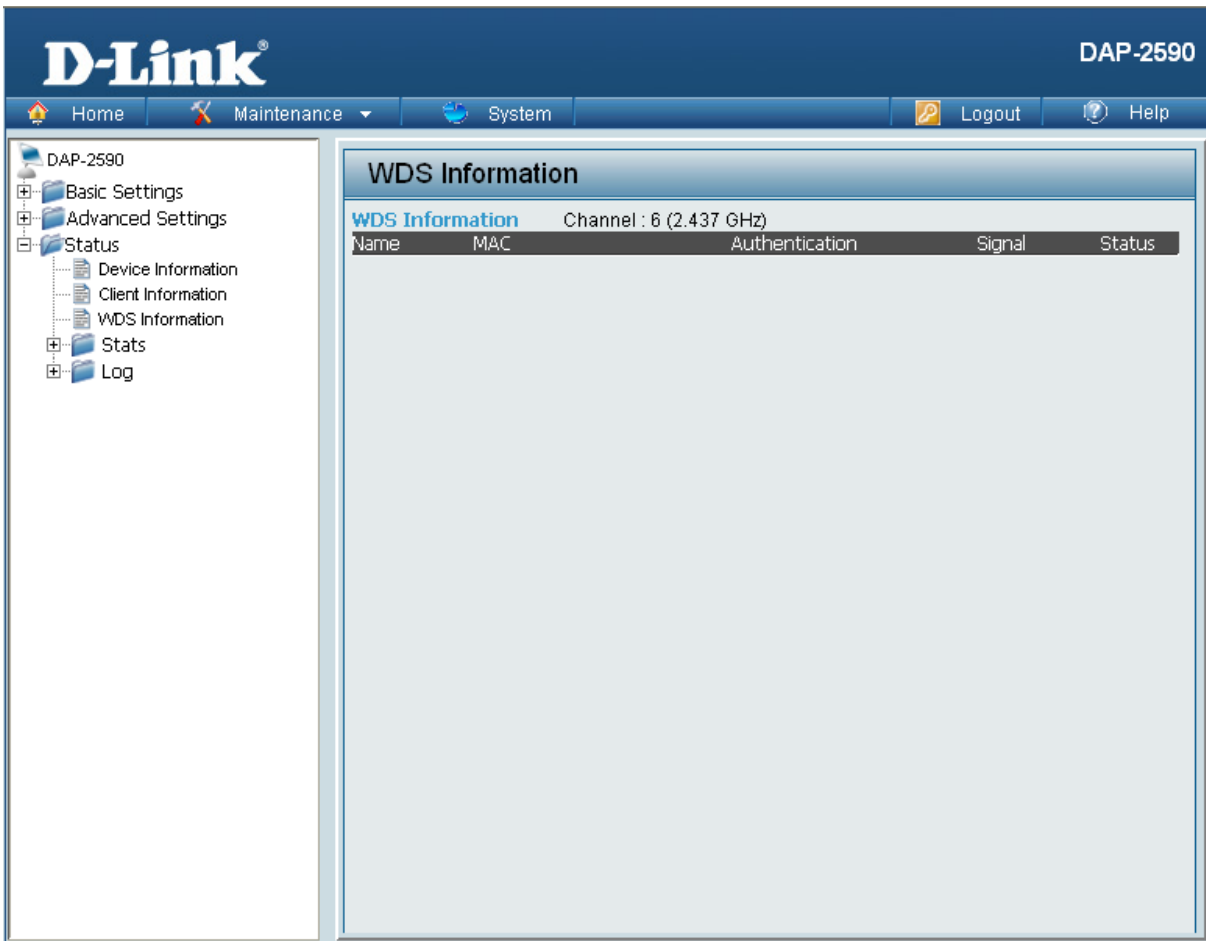 D-Link®
DAP-2590
Home Maintenance System Logout Help
DAP-2590
Basic Settings
Advanced Settings
Status
Device Information
Client Information
WDS Information
Stats
Log
WDS Information
WDS Information Channel : 6 (2.437 GHz)
Name MAC Authentication Signal Status